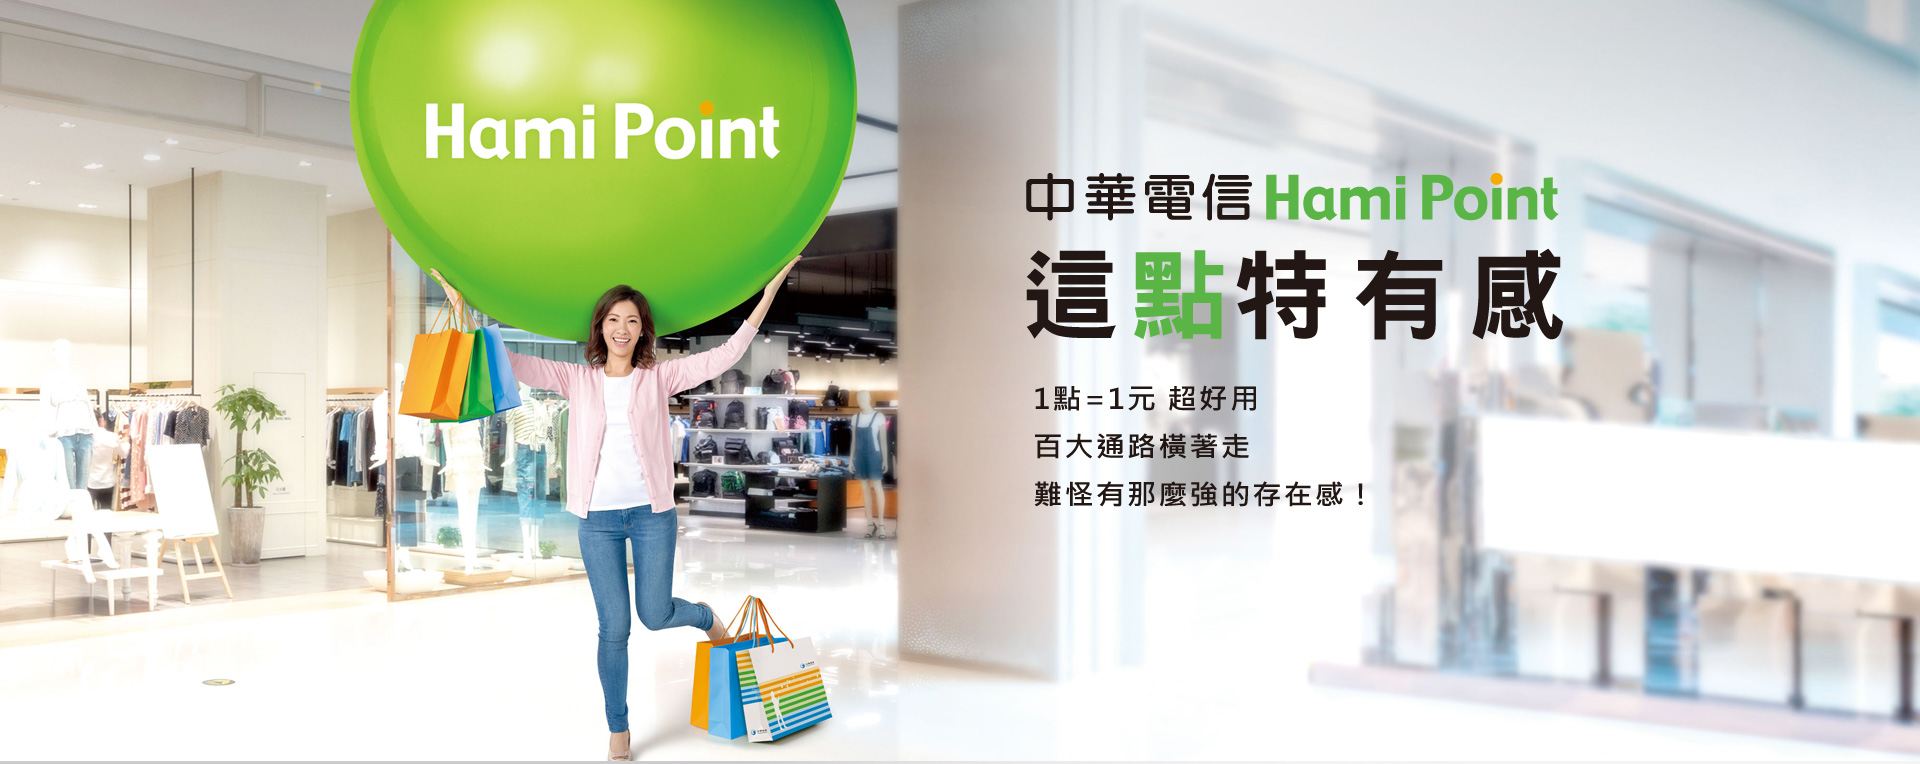 Hami Point
中華電信 Hami Point
這點特有感
1點=1元 超好用
百大通路橫著走
難怪有那麼強的存在感！